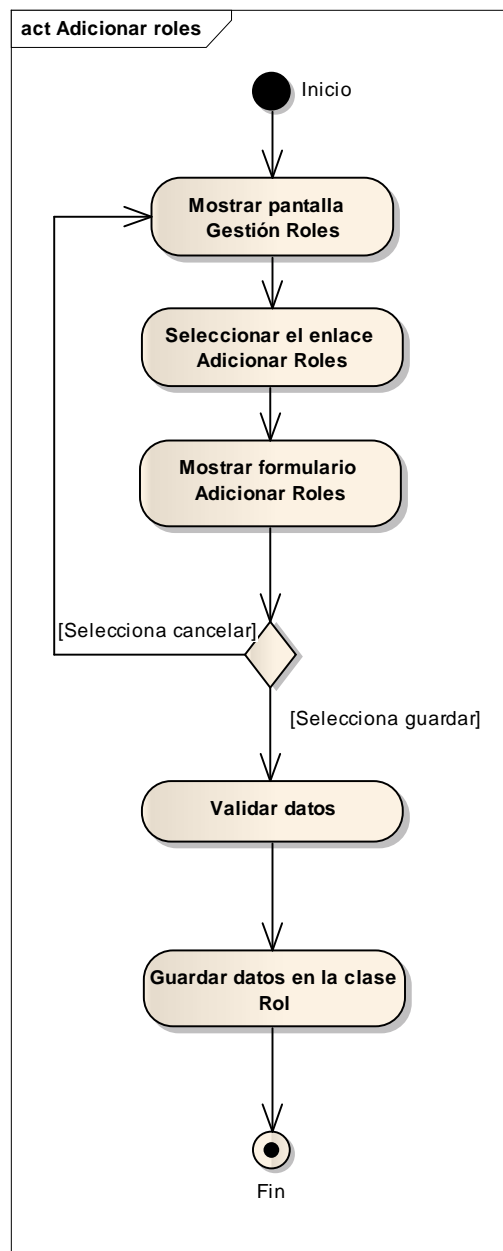 act Adicionar roles
Inicio
Mostrar pantalla
Gestión Roles
Seleccionar el enlace
Adicionar Roles
Mostrar formulario
Adicionar Roles
[Selecciona cancelar]
[Selecciona guardar]
Validar datos
Guardar datos en la clase
Rol
Fin